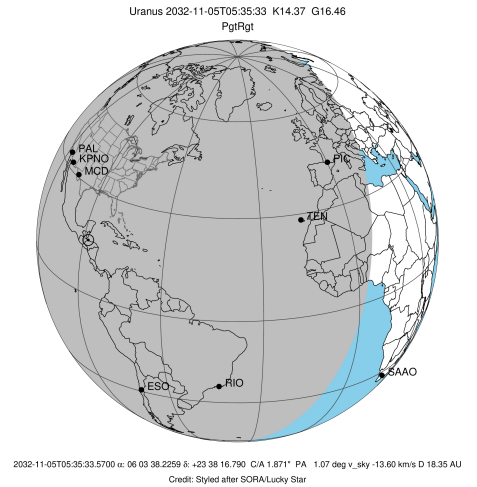 Uranus 2032-11-05T05:35:33 K14.37 G16.46
PgtRgt
PAL
KPNO
MCD
PIC
TEN
SAAO
ESO
RIO
2032-11-05T05:35:33.5700 α: 06 03 38.2259 δ: +23 38 16.790 C/A 1.871" PA 1.07 deg v_sky -13.60 km/s D 18.35 AU
Credit: Styled after SORA/Lucky Star